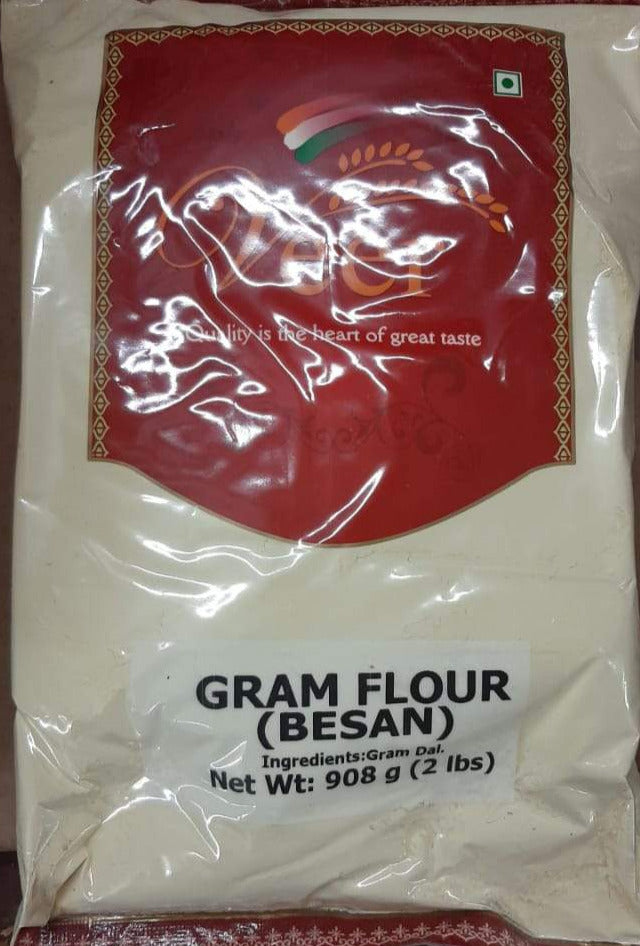 Veer
Quality is the heart of great taste
GRAM FLOUR
(BESAN)
Ingredients:Gram Dal.
Net Wt: 908 g (2 lbs)